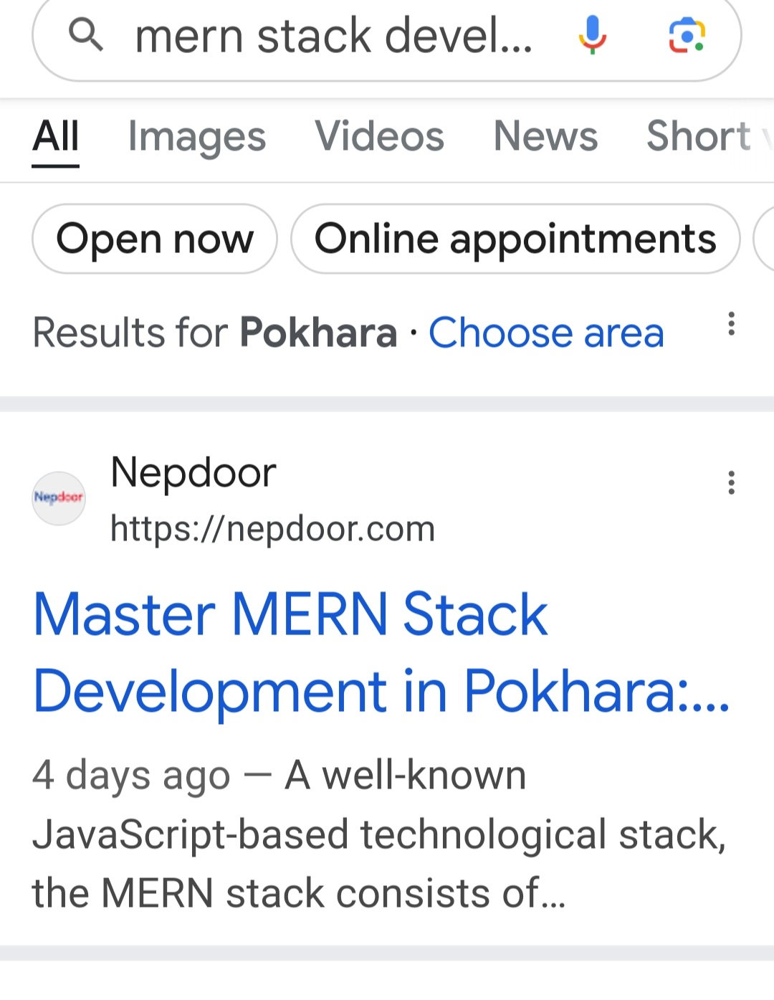 mern stack devel...
All Images Videos News Short
Open now Online appointments
Results for Pokhara · Choose area
Nepdoor
Nepdoor
https://nepdoor.com
Master MERN Stack
Development in Pokhara:...
4 days ago — A well-known
JavaScript-based technological stack,
the MERN stack consists of...